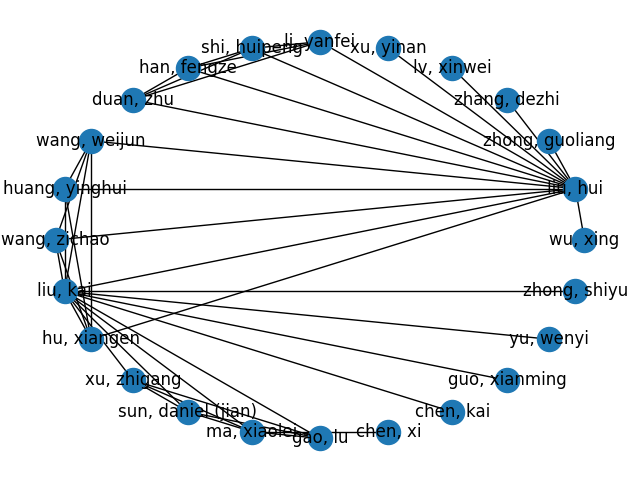 li, yanfei
shi, huipeng
xu, yinan
han, fengze
lv, xinwei
duan, zhu
zhang, dezhi
wang, weijun
zhong, guoliang
huang, yinghui
hui
wang, zichao
wu, xing
liu, kai
zhong, shiyu
hu, xiangen
yu, wenyi
xu, zhigang
guo, xianming
sun, daniel (jian)
chen, kai
ma, xiaolei
chen, xi
gao, lu